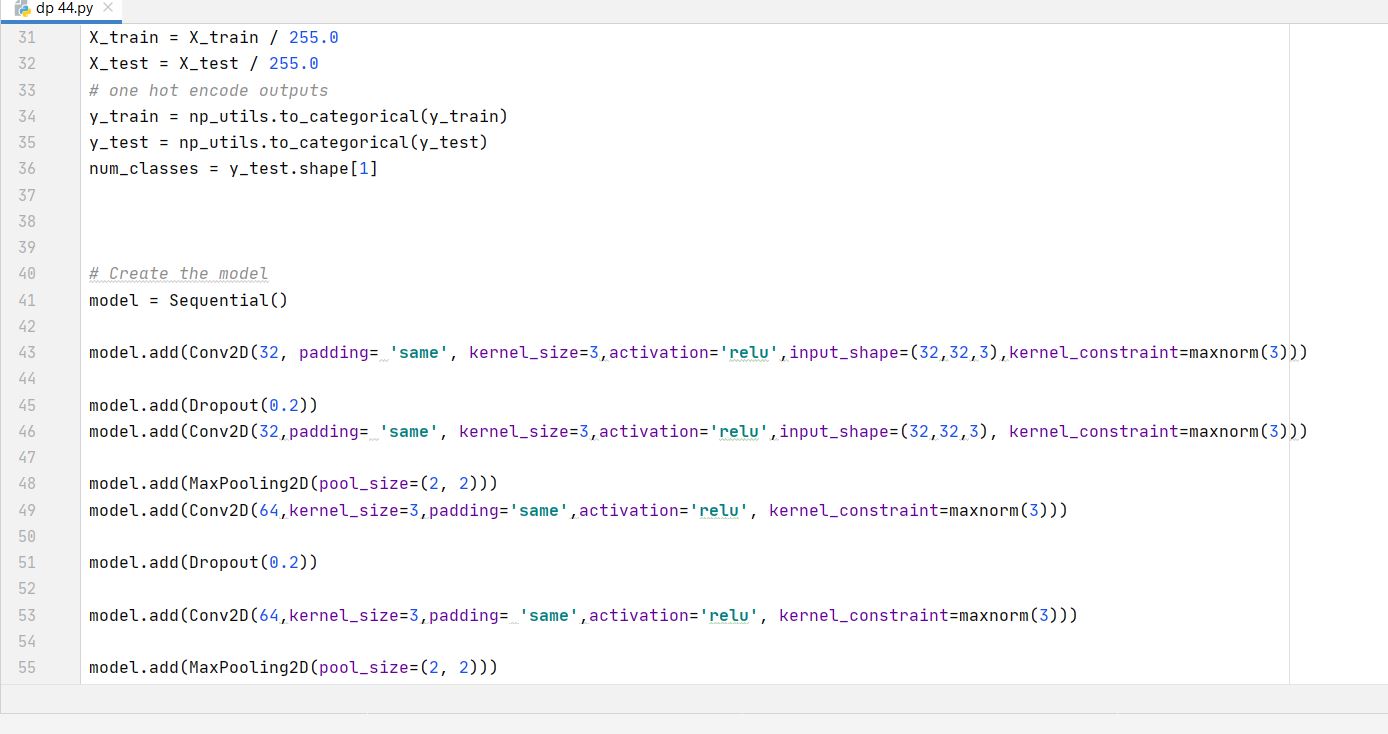 dp 44.py
31 X_train = X_train / 255.0
32 X_test = X_test / 255.0
33 # one hot encode outputs
34 y_train = np_utils.to_categorical(y_train)
35 y_test = np_utils.to_categorical(y_test)
36 num_classes = y_test.shape[1]
37
38
39
40 # Create the model
41 model = Sequential()
42
43 model.add(Conv2D(32, padding= 'same', kernel_size=3,activation='relu',input_shape=(32,32,3),kernel_constraint=maxnorm(3)))
44
45 model.add(Dropout(0.2))
46 model.add(Conv2D(32,padding= 'same', kernel_size=3,activation='relu',input_shape=(32,32,3), kernel_constraint=maxnorm(3)))
47
48 model.add(MaxPooling2D(pool_size=(2, 2)))
49 model.add(Conv2D(64,kernel_size=3,padding='same',activation='relu', kernel_constraint=maxnorm(3)))
50
51 model.add(Dropout(0.2))
52
53 model.add(Conv2D(64,kernel_size=3,padding= 'same',activation='relu', kernel_constraint=maxnorm(3)))
54
55 model.add(MaxPooling2D(pool_size=(2, 2)))